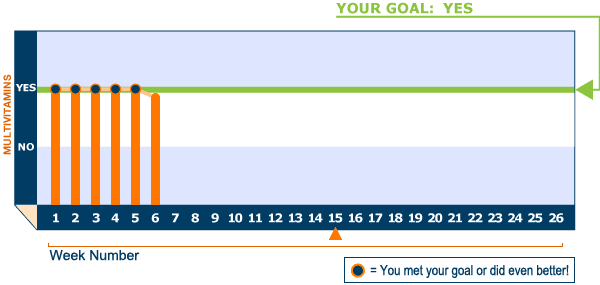 YOUR GOAL: YES
MULTIVITAMINS
YES
NO
1 2 3 4 5 6 7 8 9 10 11 12 13 14 15 16 17 18 19 20 21 22 23 24 25 26
Week Number
= You met your goal or did even better!